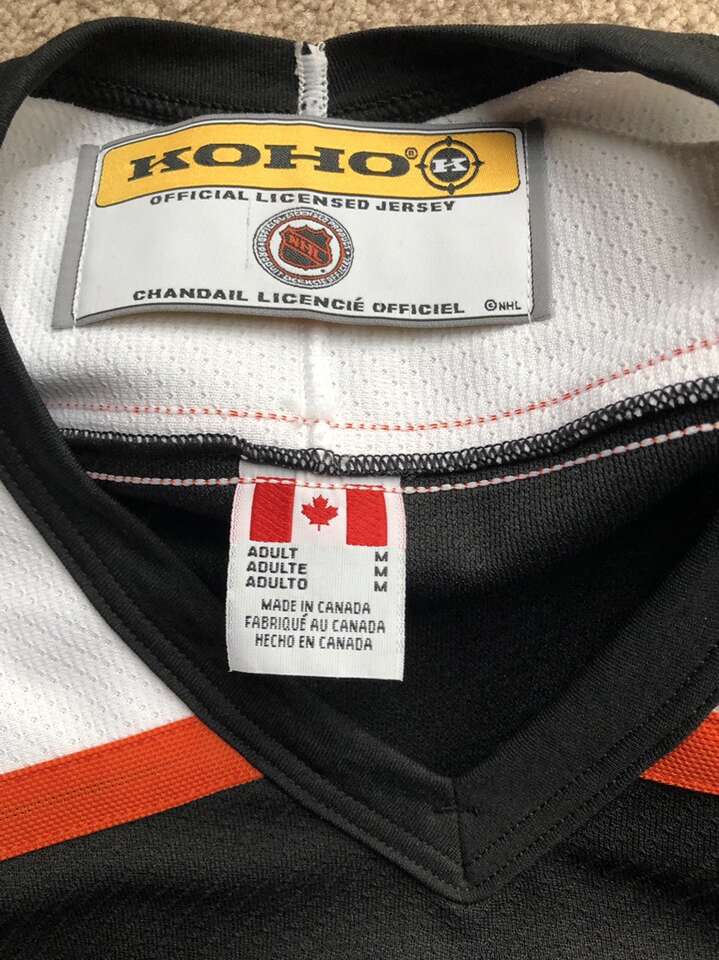 KOHO® K
OFFICIAL LICENSED JERSEY
NHL
CHANDAIL LICENCIÉ OFFICIEL ©NHL
ADULT M
ADULTE M
ADULTO M
MADE IN CANADA
FABRIQUÉ AU CANADA
HECHO EN CANADA